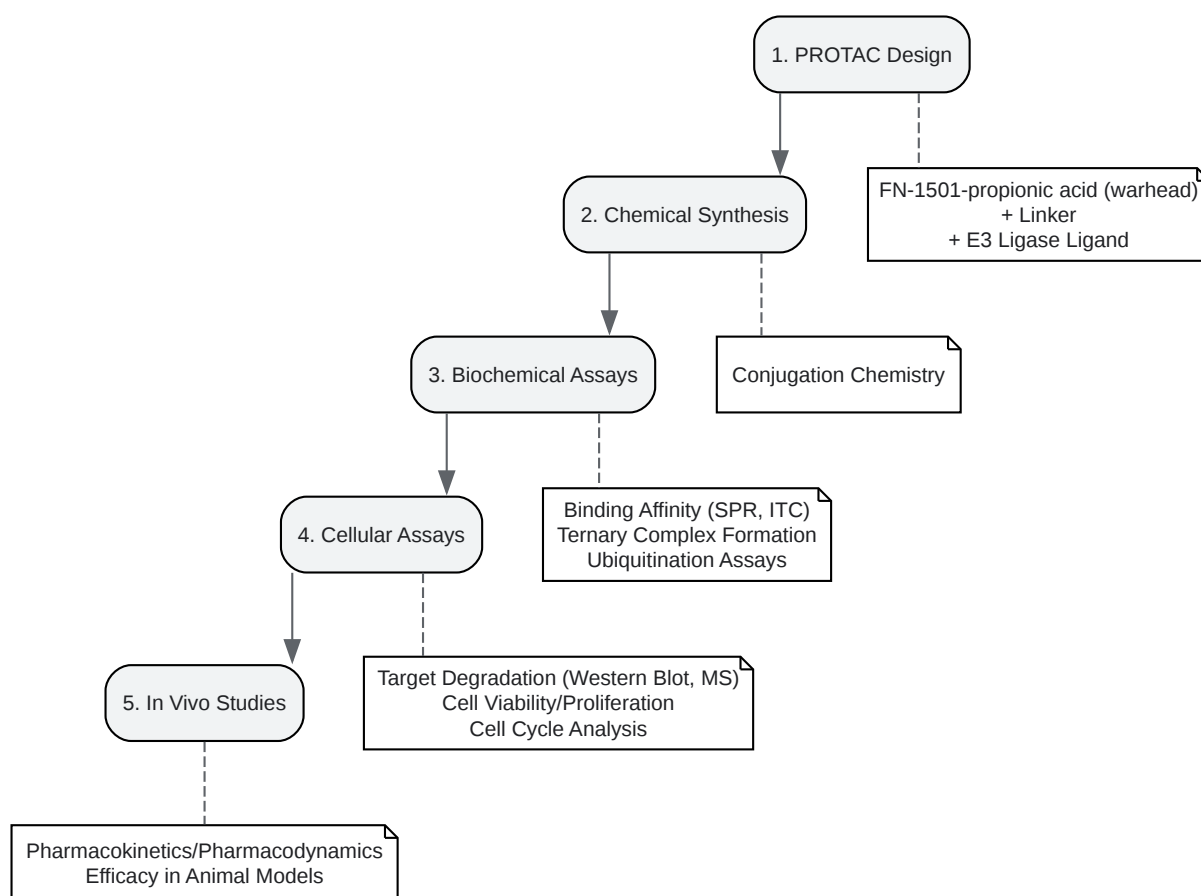 1. PROTAC Design
FN-1501-propionic acid (warhead)
+ Linker
+ E3 Ligase Ligand
2. Chemical Synthesis
Conjugation Chemistry
3. Biochemical Assays
Binding Affinity (SPR, ITC)
Ternary Complex Formation
Ubiquitination Assays
4. Cellular Assays
Target Degradation (Western Blot, MS)
Cell Viability/Proliferation
Cell Cycle Analysis
5. In Vivo Studies
Pharmacokinetics/Pharmacodynamics
Efficacy in Animal Models